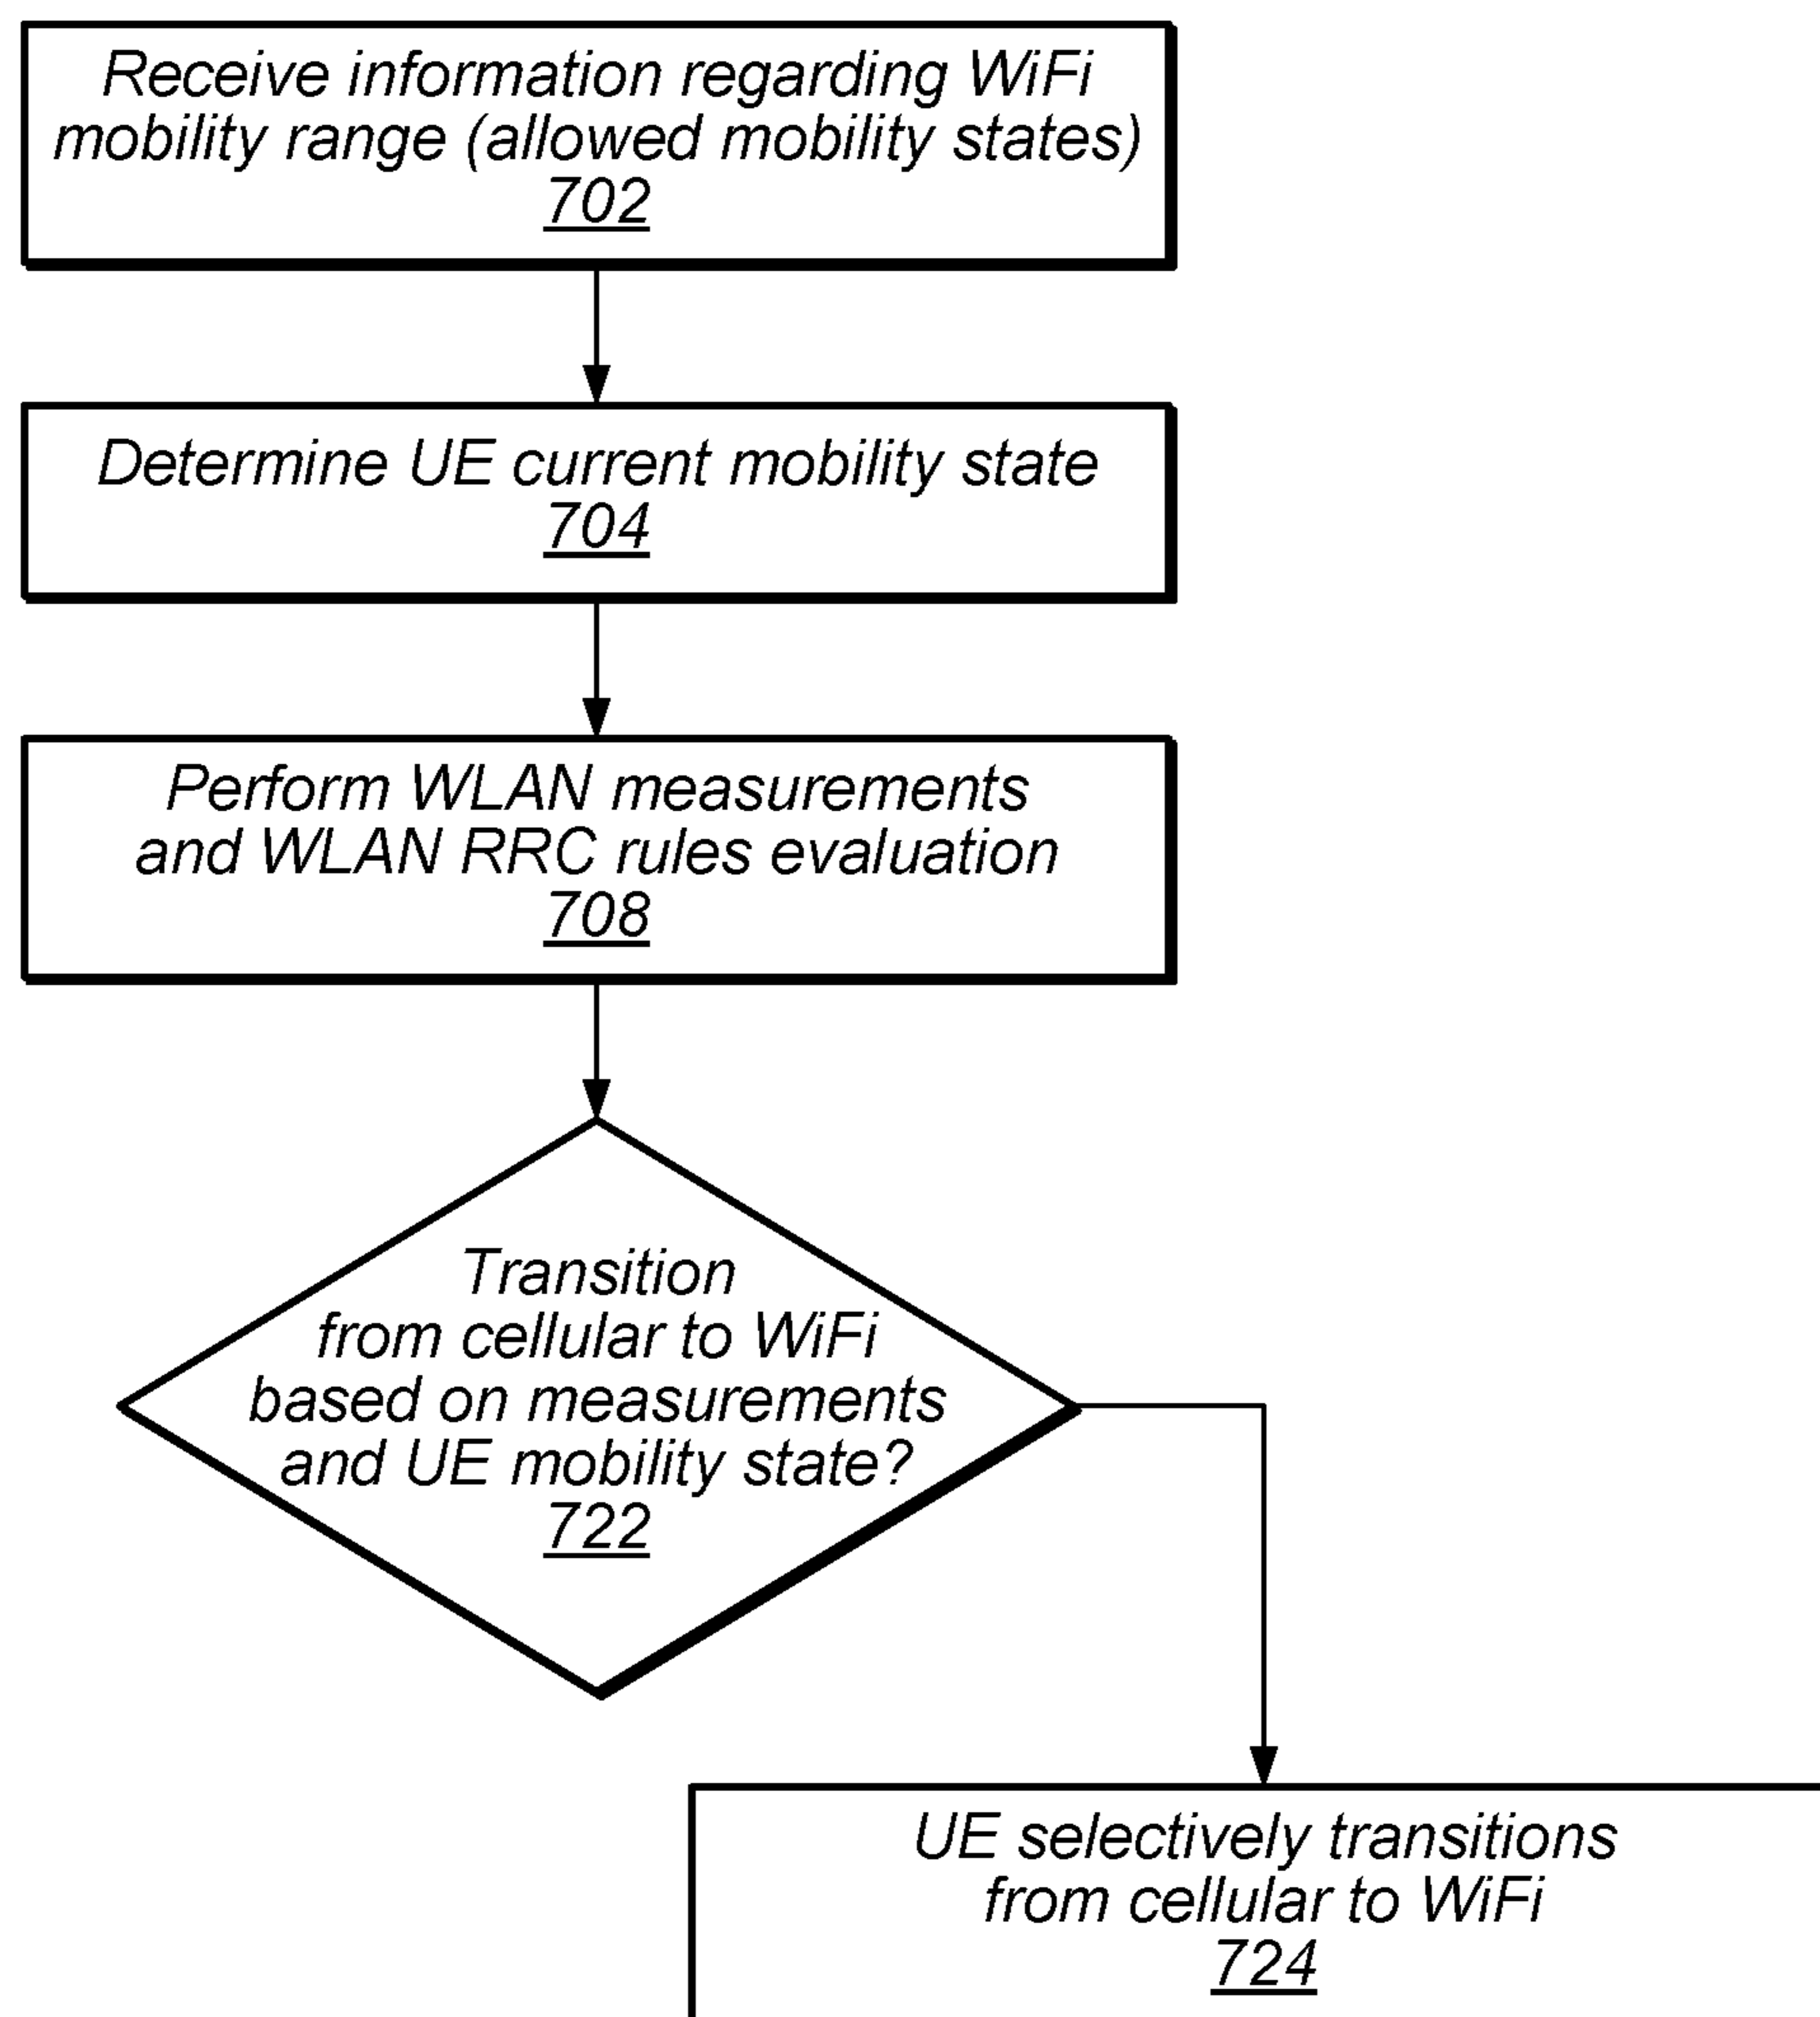 Receive information regarding WiFi
mobility range (allowed mobility states)
702
Determine UE current mobility state
704
Perform WLAN measurements
and WLAN RRC rules evaluation
708
Transition
from cellular to WiFi
based on measurements
and UE mobility state?
722
UE selectively transitions
from cellular to WiFi
724